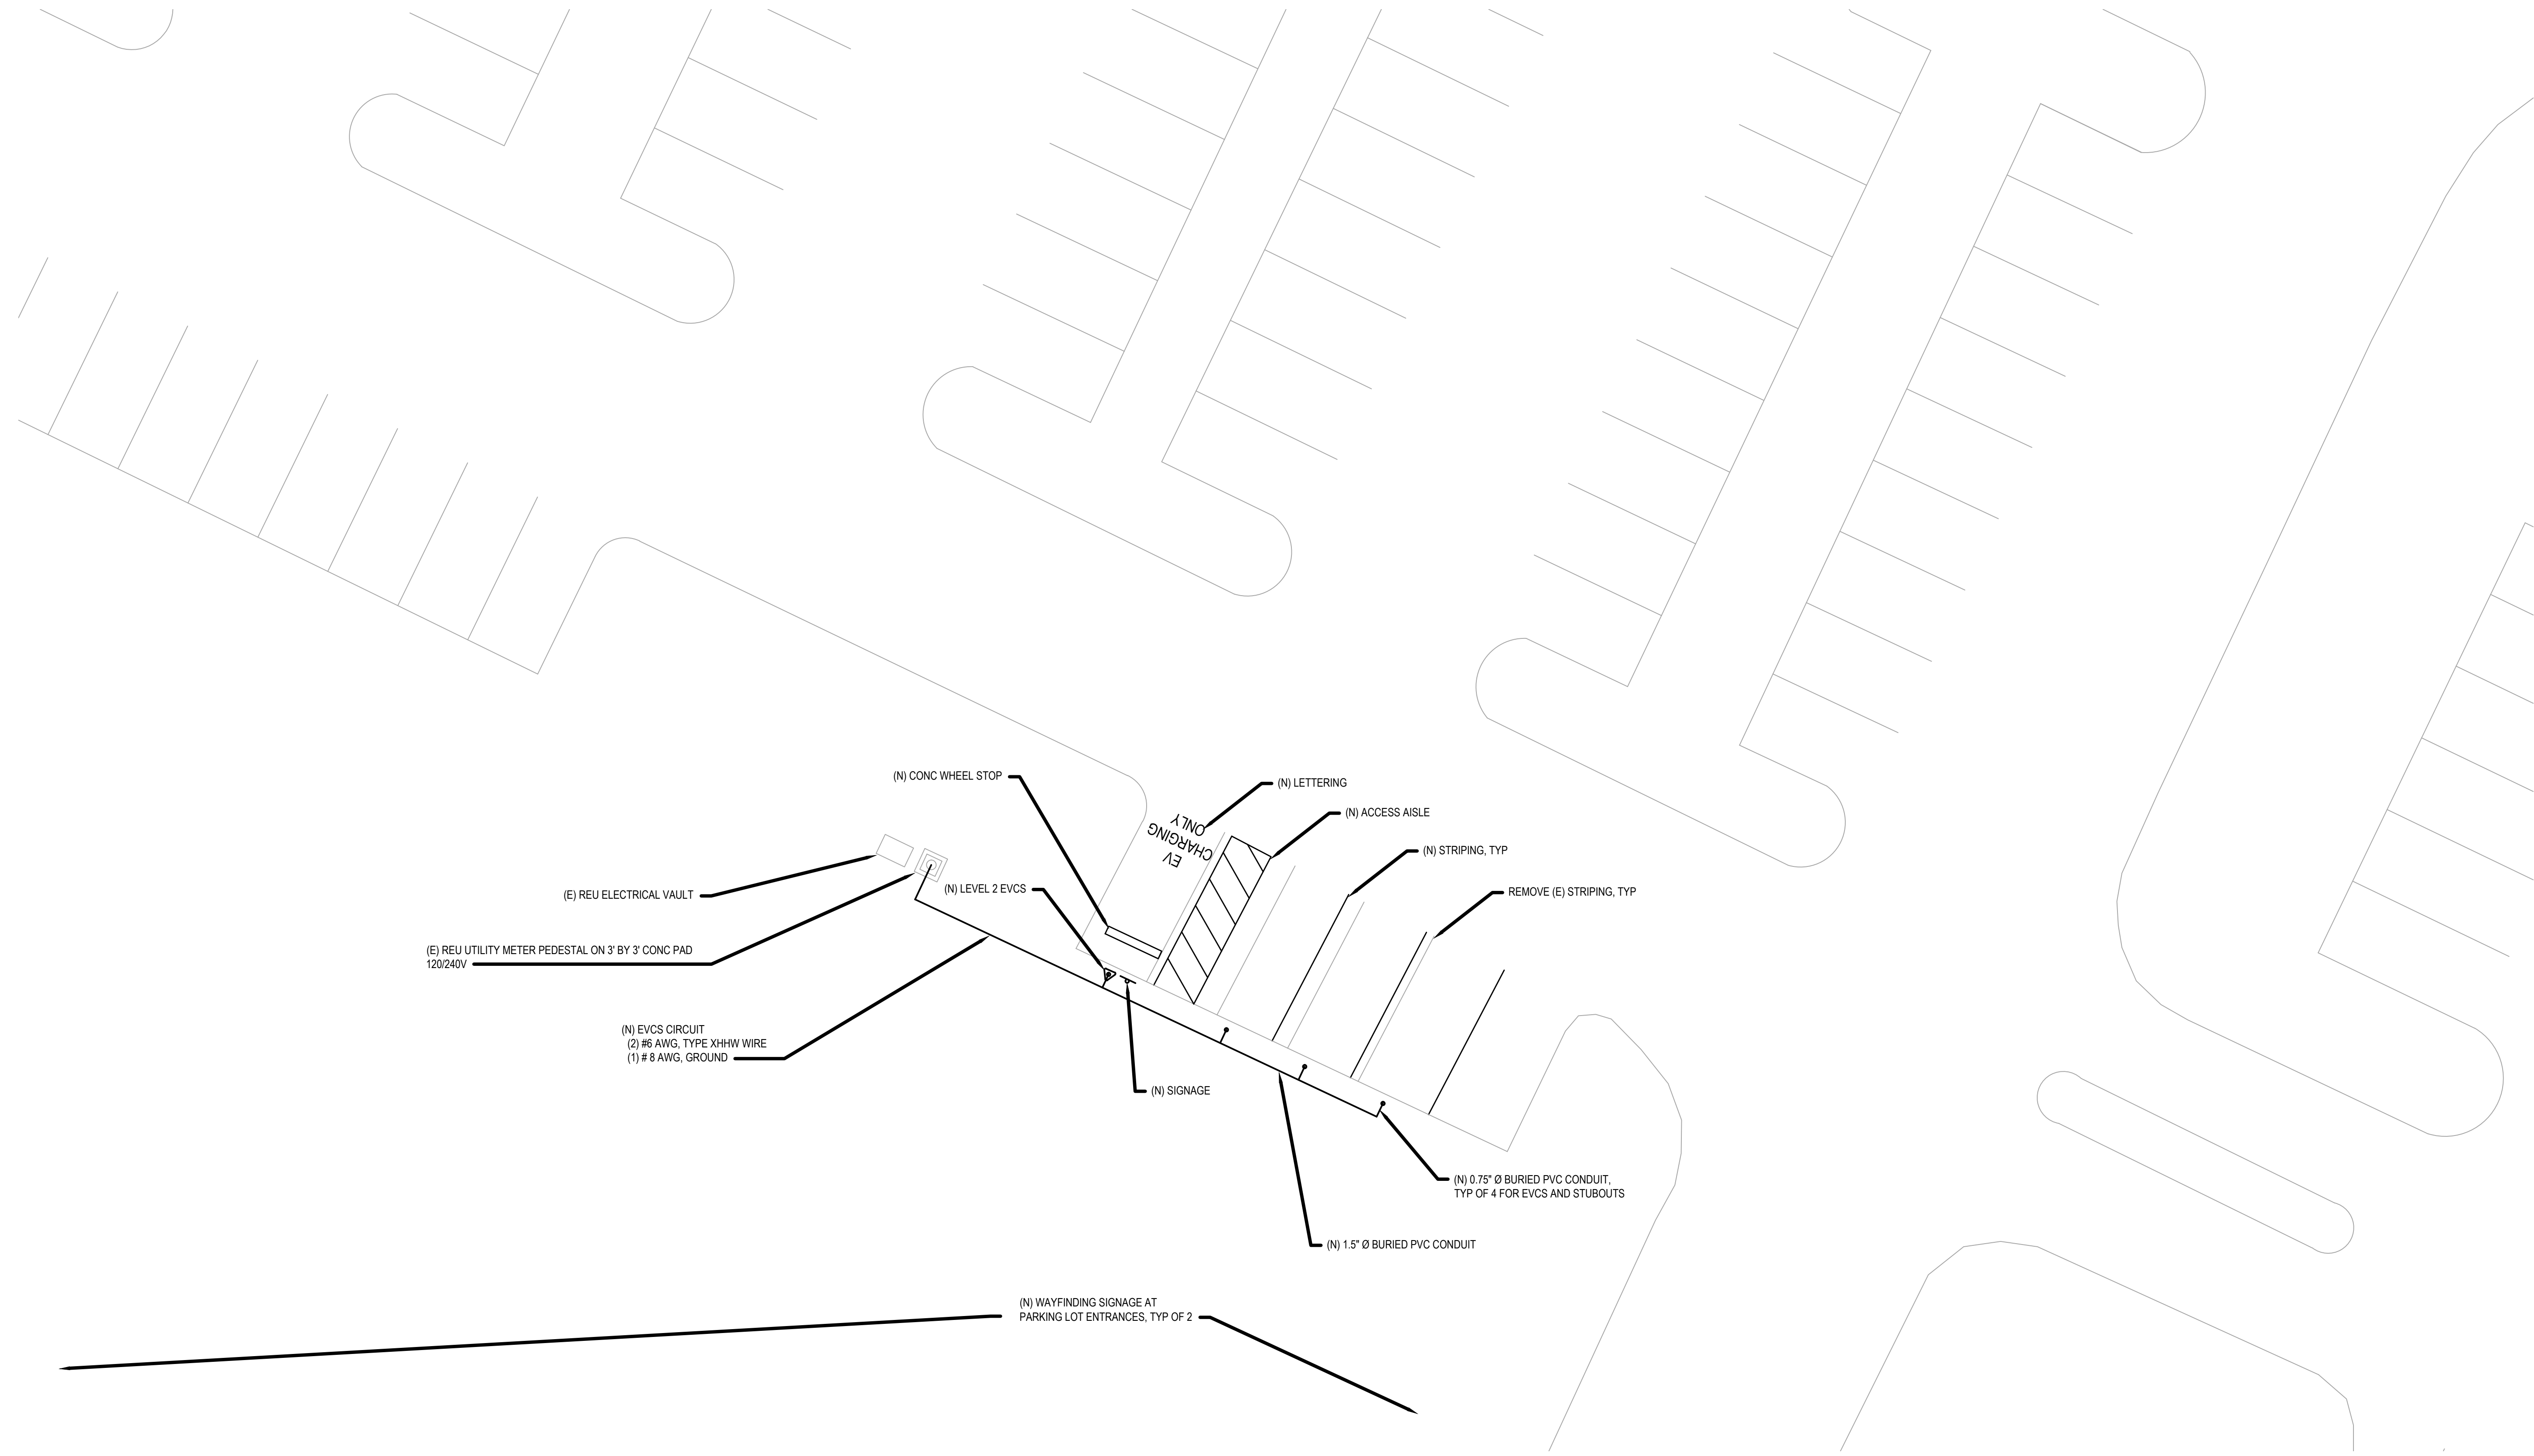 (N) CONC WHEEL STOP
(N) LETTERING
(N) ACCESS AISLE
EV
CHARGING
ONLY
(N) STRIPING, TYP
(E) REU ELECTRICAL VAULT
(N) LEVEL 2 EVCS
REMOVE (E) STRIPING, TYP
(E) REU UTILITY METER PEDESTAL ON 3' BY 3' CONC PAD
120/240V
(N) EVCS CIRCUIT
(2) #6 AWG, TYPE XHHW WIRE
(1) # 8 AWG, GROUND
(N) SIGNAGE
(N) 0.75" Ø BURIED PVC CONDUIT,
TYP OF 4 FOR EVCS AND STUBOUTS
(N) 1.5" Ø BURIED PVC CONDUIT
(N) WAYFINDING SIGNAGE AT
PARKING LOT ENTRANCES, TYP OF 2